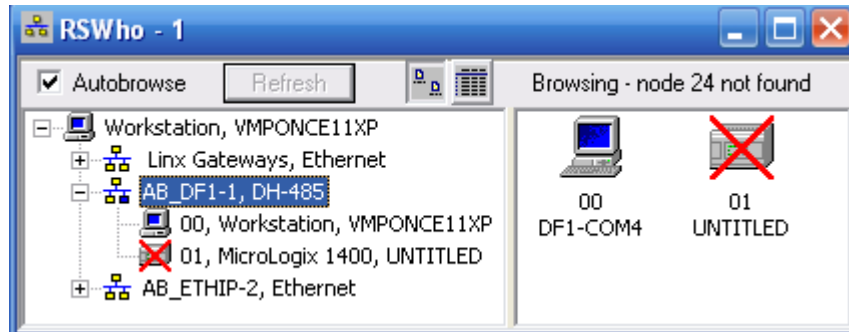 RSWho - 1
Autobrowse
Refresh
Browsing - node 24 not found
Workstation, VMPONCE11XP
Linx Gateways, Ethernet
AB_DF1-1, DH-485
00, Workstation, VMPONCE11XP
01, MicroLogix 1400, UNTITLED
AB_ETHIP-2, Ethernet
00
DF1-COM4
01
UNTITLED